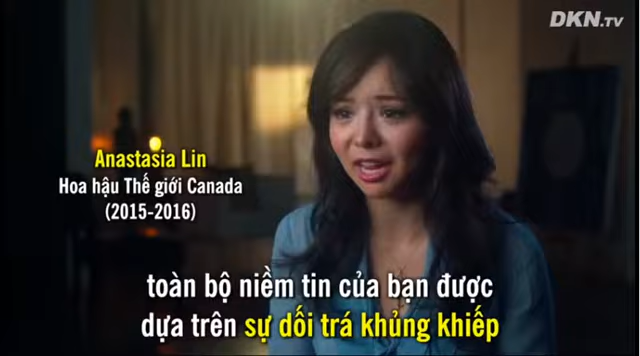 DKN.TV
Anastasia Lin
Hoa hậu Thế giới Canada
(2015-2016)
toàn bộ niềm tin của bạn được
dựa trên sự dối trá khủng khiếp